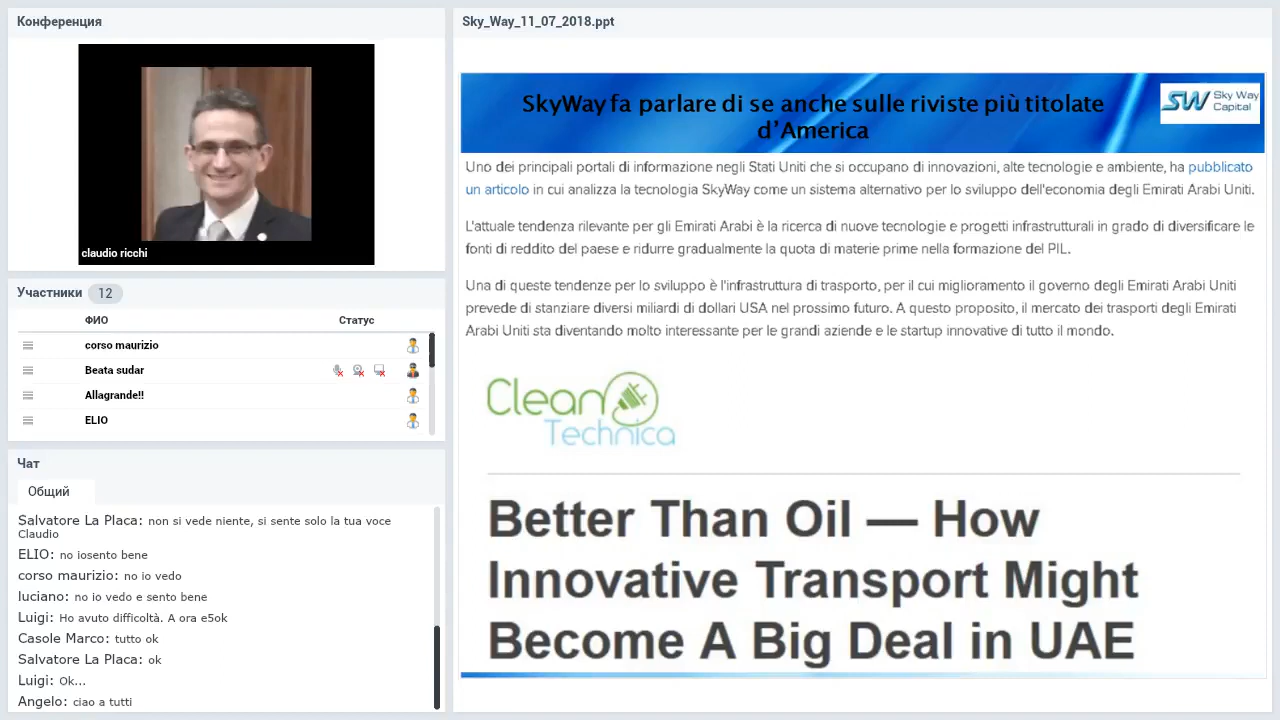 Конференция
claudio ricchi
Участники 12
ФИО Статус
corso maurizio
Beata sudar
Allagrande!!
ELIO
Чат
Общий
Salvatore La Placa: non si vede niente, si sente solo la tua voce
Claudio
ELIO: no iosento bene
corso maurizio: no io vedo
luciano: no io vedo e sento bene
Luigi: Ho avuto difficoltà. A ora e5ok
Casole Marco: tutto ok
Salvatore La Placa: ok
Luigi: Ok...
Angelo: ciao a tutti
Sky_Way_11_07_2018.ppt
SkyWay fa parlare di se anche sulle riviste più titolate
d’America
SW Sky Way
Capital
Uno dei principali portali di informazione negli Stati Uniti che si occupano di innovazioni, alte tecnologie e ambiente, ha pubblicato
un articolo in cui analizza la tecnologia SkyWay come un sistema alternativo per lo sviluppo dell'economia degli Emirati Arabi Uniti.
L'attuale tendenza rilevante per gli Emirati Arabi è la ricerca di nuove tecnologie e progetti infrastrutturali in grado di diversificare le
fonti di reddito del paese e ridurre gradualmente la quota di materie prime nella formazione del PIL.
Una di queste tendenze per lo sviluppo è l'infrastruttura di trasporto, per il cui miglioramento il governo degli Emirati Arabi Uniti
prevede di stanziare diversi miliardi di dollari USA nel prossimo futuro. A questo proposito, il mercato dei trasporti degli Emirati
Arabi Uniti sta diventando molto interessante per le grandi aziende e le startup innovative di tutto il mondo.
Clean
Technica
Better Than Oil — How
Innovative Transport Might
Become A Big Deal in UAE